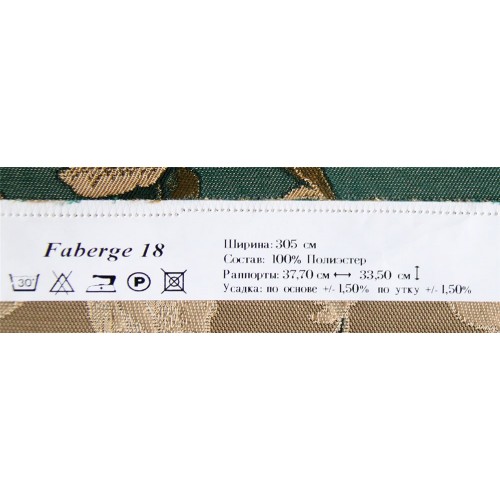 Faberge 18
30°
P
Ширина: 305 см
Состав: 100% Полиэстер
Раппорты: 37,70 см ⟷ 33,50 см ↕
Усадка: по основе +/- 1,50% по утку +/- 1,50%